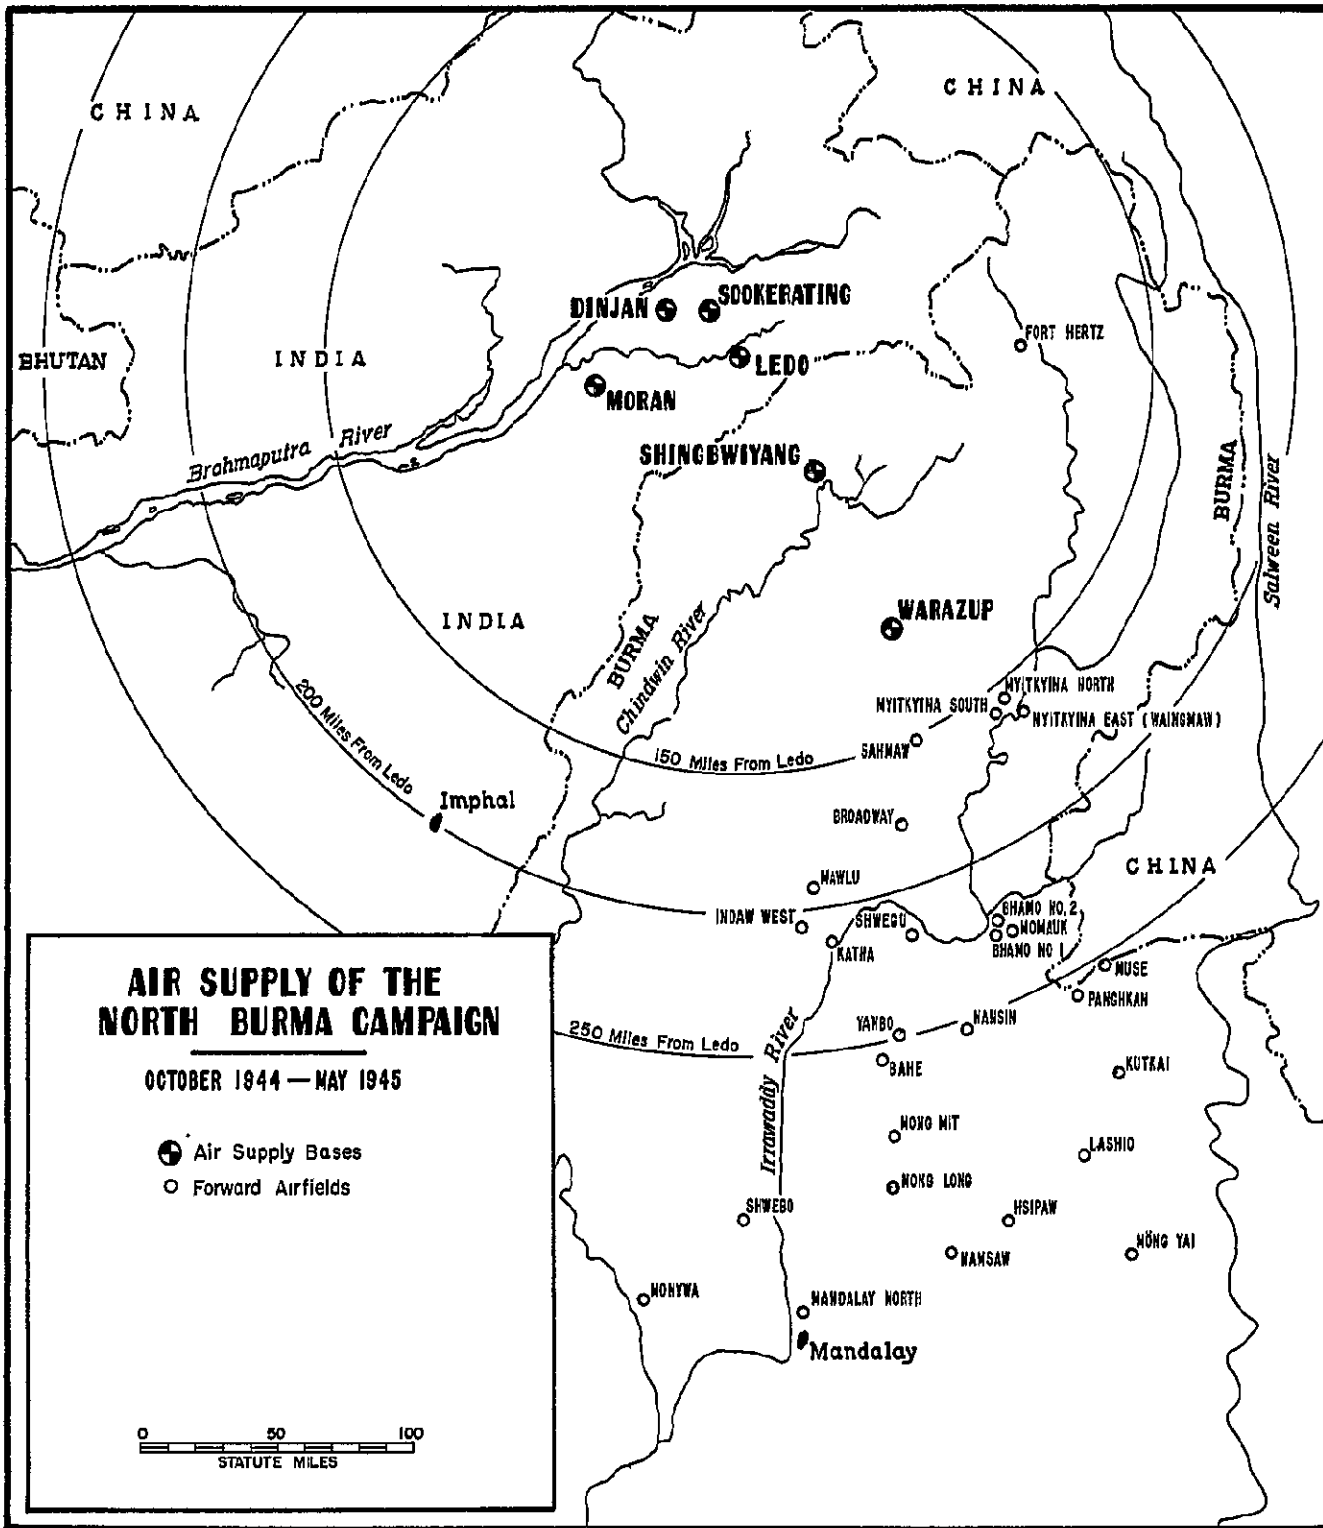 CHINA
CHINA
DINJAN
SOOKERATING
FORT HERTZ
BHUTAN
INDIA
LEDO
MORAN
Brahmaputra River
SHINGBWIYANG
BURMA
Salween River
INDIA
BURMA
Chindwin River
WARAZUP
200 Miles From Ledo
MYITKYINA NORTH
MYITKYINA SOUTH
MYITKYINA EAST (WAINGMAW)
SAHMAW
150 Miles From Ledo
Imphal
BROADWAY
CHINA
MAWLU
INDAW WEST
SHWEGU
BHAMO NO. 2
MOMAUK
BHAMO NO 1
KATHA
MUSE
PANGHKAH
250 Miles From Ledo
YANBO
NANSIN
Irrawaddy River
BAHE
KUTKAI
MONG MIT
LASHIO
MONG LONG
SHWEBO
HSIPAW
NAMSAW
MÖNG YAI
MONYWA
MANDALAY NORTH
Mandalay
AIR SUPPLY OF THE
NORTH BURMA CAMPAIGN
OCTOBER 1944 — MAY 1945
Air Supply Bases
Forward Airfields
0 50 100
STATUTE MILES